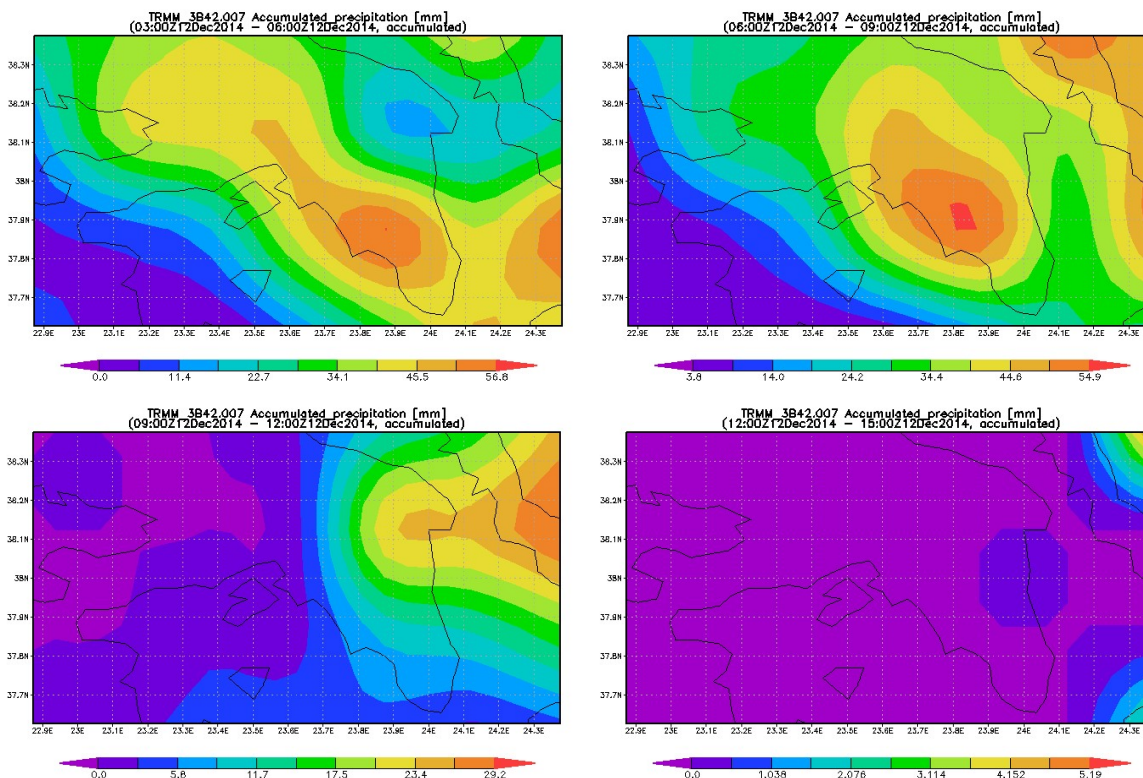 TRMM_3B42.007 Accumulated precipitation [mm]
(03:00Z12Dec2014 - 06:00Z12Dec2014, accumulated)
38.3N
38.2N
38.1N
38N
37.9N
37.8N
37.7N
22.9E 23E 23.1E 23.2E 23.3E 23.4E 23.5E 23.6E 23.7E 23.8E 23.9E 24E 24.1E 24.2E 24.3E
0.0 11.4 22.7 34.1 45.5 56.8
TRMM_3B42.007 Accumulated precipitation [mm]
(06:00Z12Dec2014 - 09:00Z12Dec2014, accumulated)
38.3N
38.2N
38.1N
38N
37.9N
37.8N
37.7N
22.9E 23E 23.1E 23.2E 23.3E 23.4E 23.5E 23.6E 23.7E 23.8E 23.9E 24E 24.1E 24.2E 24.3E
3.8 14.0 24.2 34.4 44.6 54.9
TRMM_3B42.007 Accumulated precipitation [mm]
(09:00Z12Dec2014 - 12:00Z12Dec2014, accumulated)
38.3N
38.2N
38.1N
38N
37.9N
37.8N
37.7N
22.9E 23E 23.1E 23.2E 23.3E 23.4E 23.5E 23.6E 23.7E 23.8E 23.9E 24E 24.1E 24.2E 24.3E
0.0 5.8 11.7 17.5 23.4 29.2
TRMM_3B42.007 Accumulated precipitation [mm]
(12:00Z12Dec2014 - 15:00Z12Dec2014, accumulated)
38.3N
38.2N
38.1N
38N
37.9N
37.8N
37.7N
22.9E 23E 23.1E 23.2E 23.3E 23.4E 23.5E 23.6E 23.7E 23.8E 23.9E 24E 24.1E 24.2E 24.3E
0.0 1.038 2.076 3.114 4.152 5.19